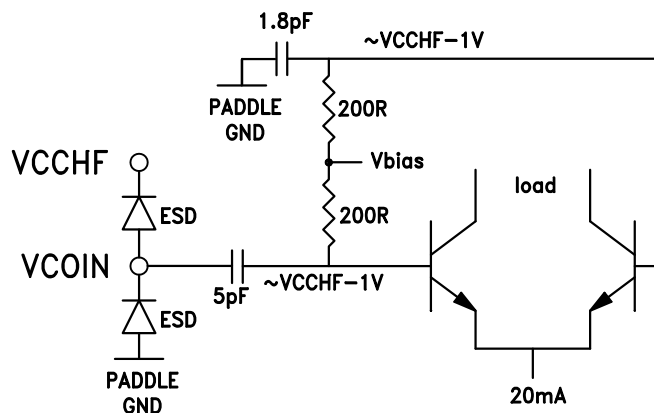 1.8pF
~VCCHF-1V
PADDLE
GND
200R
VCCHF
Vbias
load
ESD
200R
VCOIN
5pF
~VCCHF-1V
ESD
PADDLE
GND
20mA